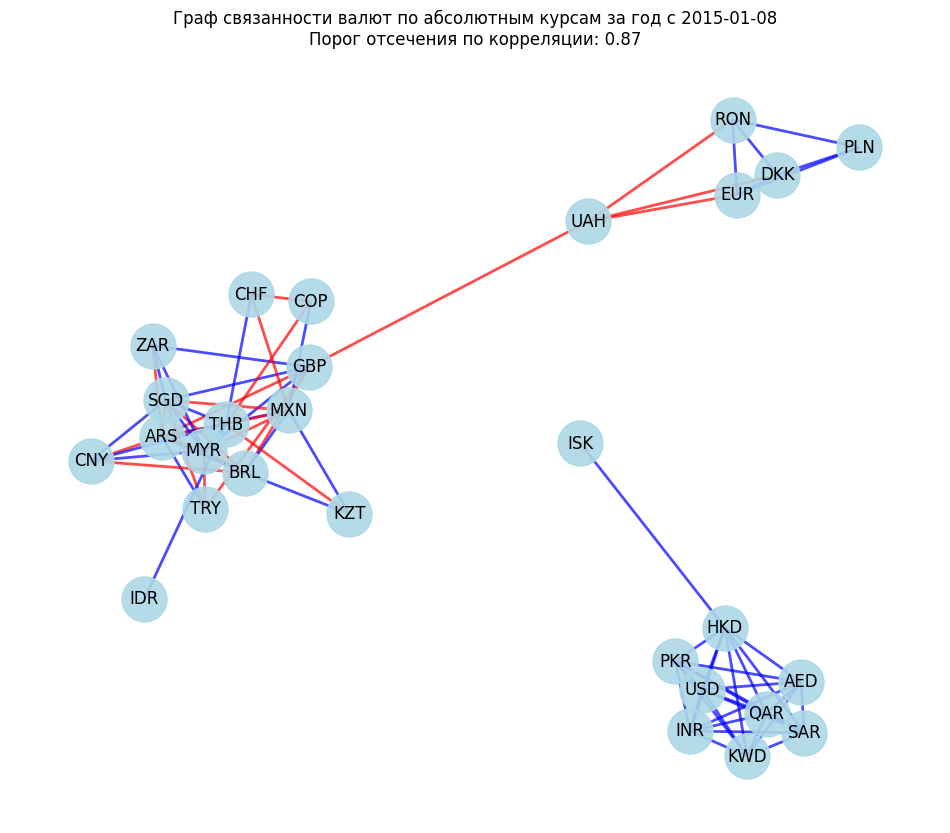 Граф связанности валют по абсолютным курсам за год с 2015-01-08
Порог отсечения по корреляции: 0.87
RON
PLN
DKK
EUR
UAH
CHF
COP
ZAR
GBP
SGD
MXN
THB
ARS
MYR
CNY
BRL
ISK
TRY
KZT
IDR
HKD
PKR
USD
AED
QAR
INR
SAR
KWD